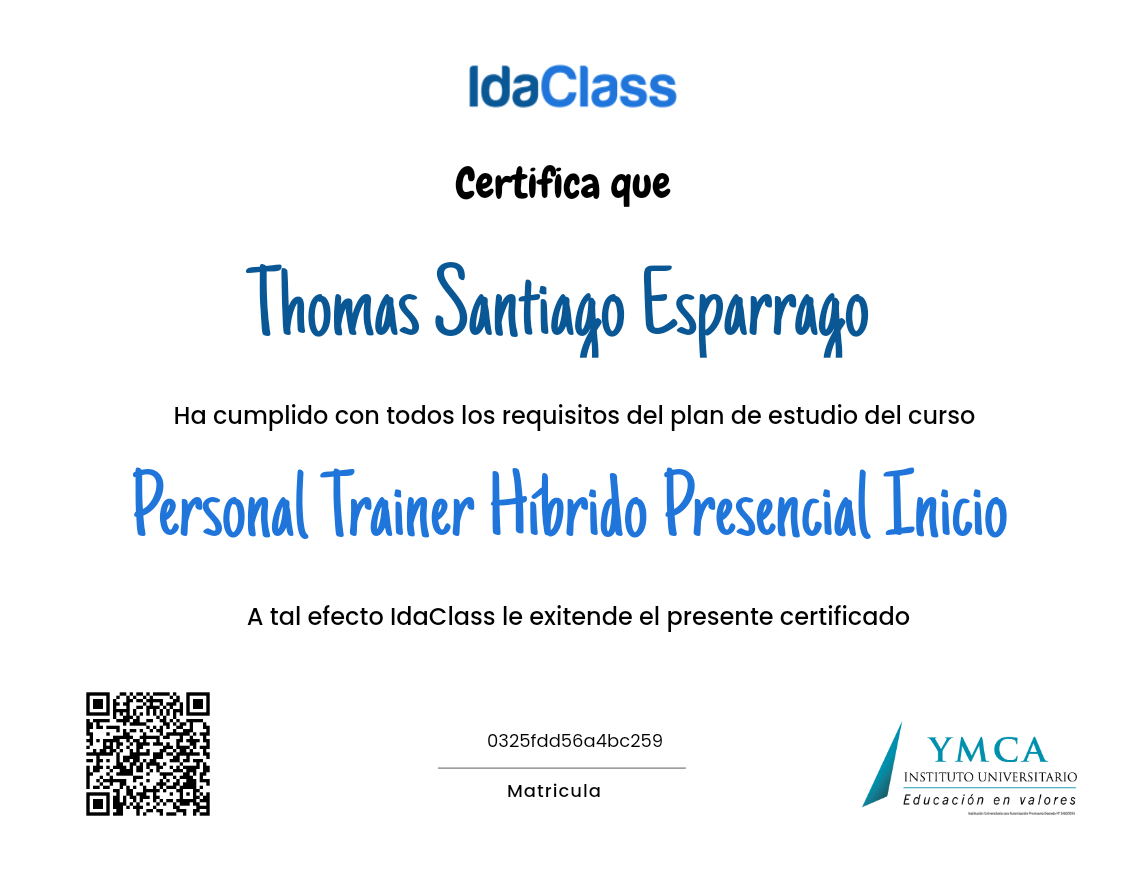 IdaClass
Certifica que
Thomas Santiago Esparrago
Ha cumplido con todos los requisitos del plan de estudio del curso
Personal Trainer Híbrido Presencial Inicio
A tal efecto IdaClass le exitende el presente certificado
0325fdd56a4bc259
Matricula
YMCA
INSTITUTO UNIVERSITARIO
Educación en valores